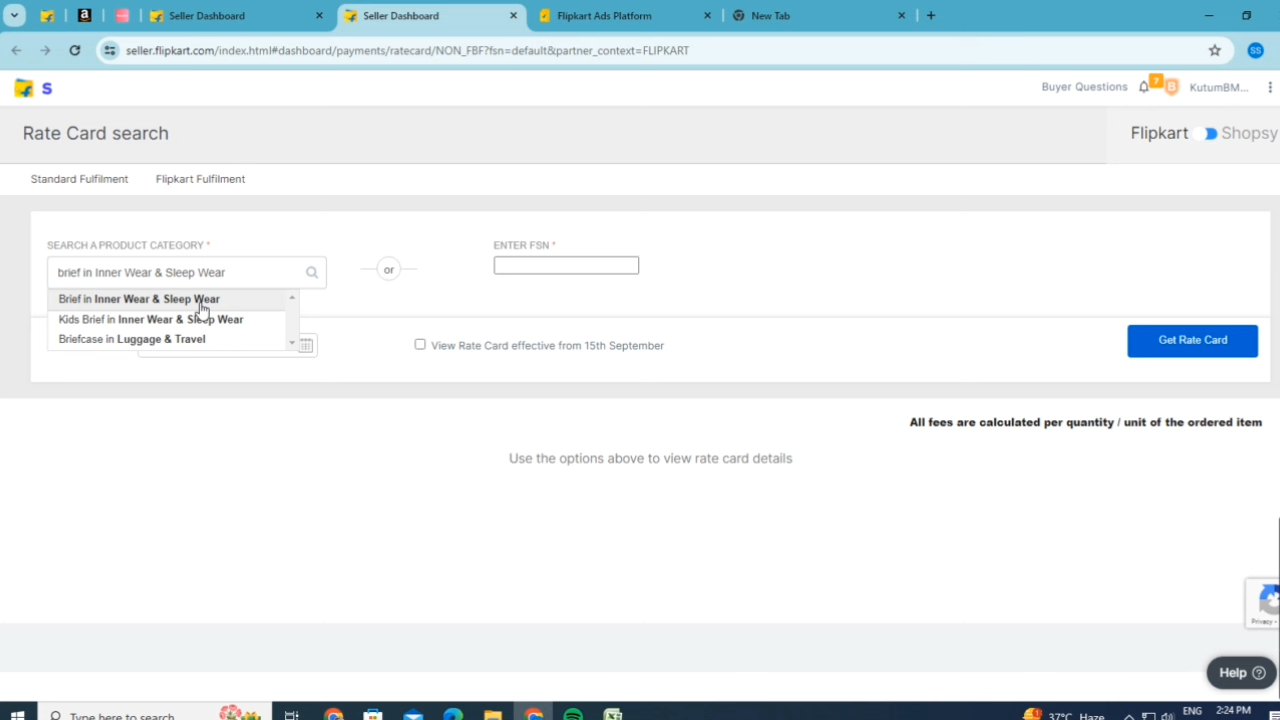 Seller Dashboard
Seller Dashboard
Flipkart Ads Platform
New Tab
seller.flipkart.com/index.html#dashboard/payments/ratecard/NON_FBF?fsn=default&partner_context=FLIPKART
SS
S
Buyer Questions
7
B
KutumBM...
Rate Card search
Flipkart
Shopsy
Standard Fulfilment
Flipkart Fulfilment
SEARCH A PRODUCT CATEGORY *
ENTER FSN *
brief in Inner Wear & Sleep Wear
or
Brief in Inner Wear & Sleep Wear
Kids Brief in Inner Wear & Sleep Wear
Briefcase in Luggage & Travel
View Rate Card effective from 15th September
Get Rate Card
All fees are calculated per quantity / unit of the ordered item
Use the options above to view rate card details
Privacy -
Help
Type here to search
37°C Haze
ENG
2:24 PM